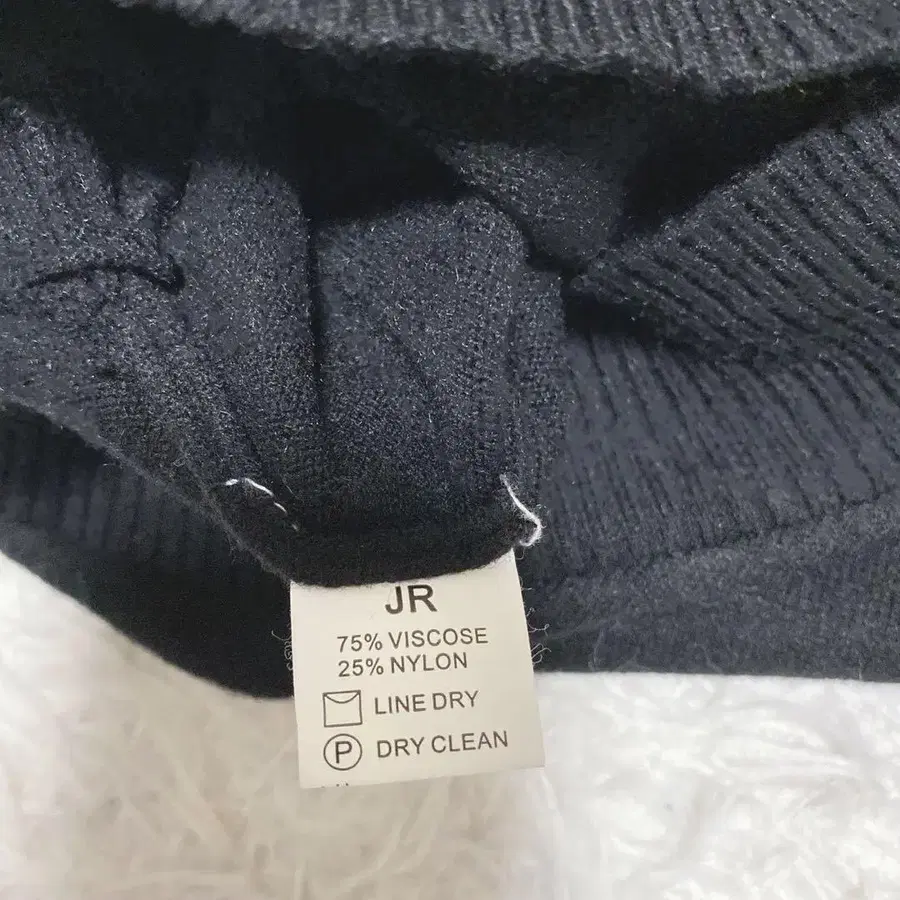 JR
75% VISCOSE
25% NYLON
LINE DRY
P DRY CLEAN